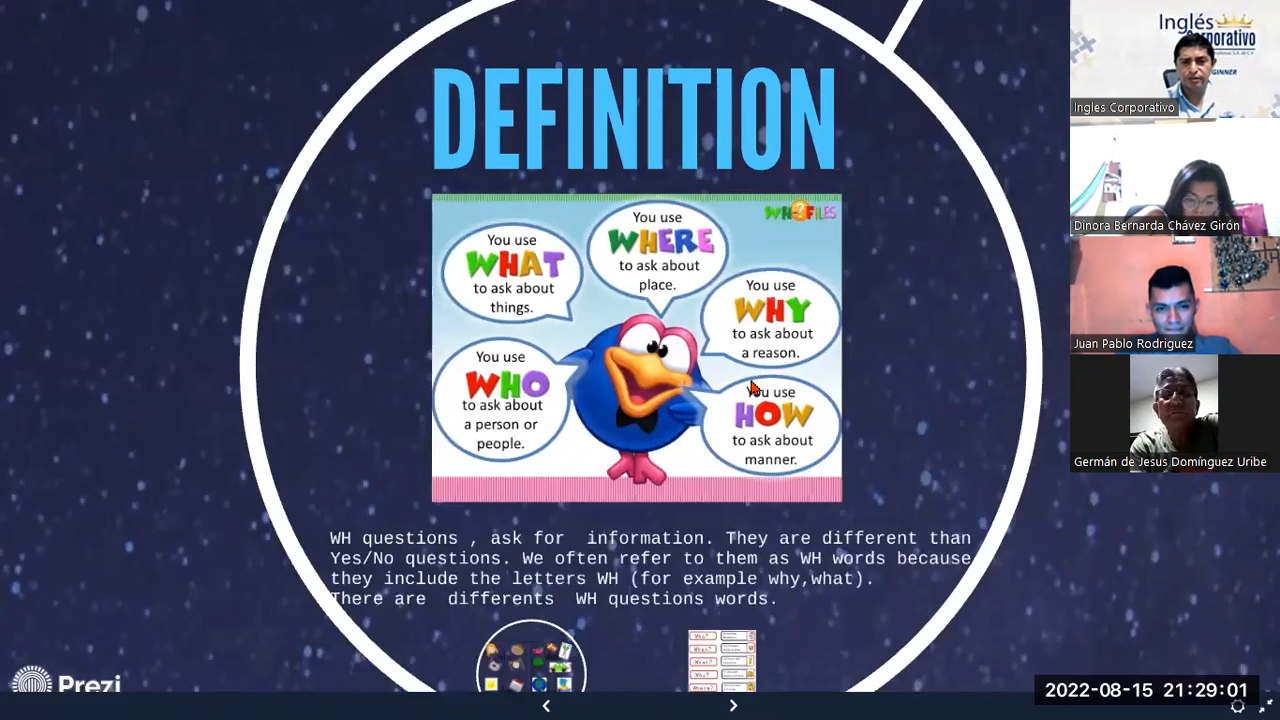 DEFINITION
WH?FILES
You use
WHAT
to ask about
things.
You use
WHERE
to ask about
place.
You use
WHY
to ask about
a reason.
You use
WHO
to ask about
a person or
people.
You use
HOW
to ask about
manner.
WH questions , ask for  information. They are different than
Yes/No questions. We often refer to them as WH words because
they include the letters WH (for example why,what).
There are  differents  WH questions words.
Inglés
Corporativo
Ingles Corporativo
Dinora Bernarda Chávez Girón
Juan Pablo Rodriguez
Germán de Jesus Domínguez Uribe
2022-08-15 21:29:01